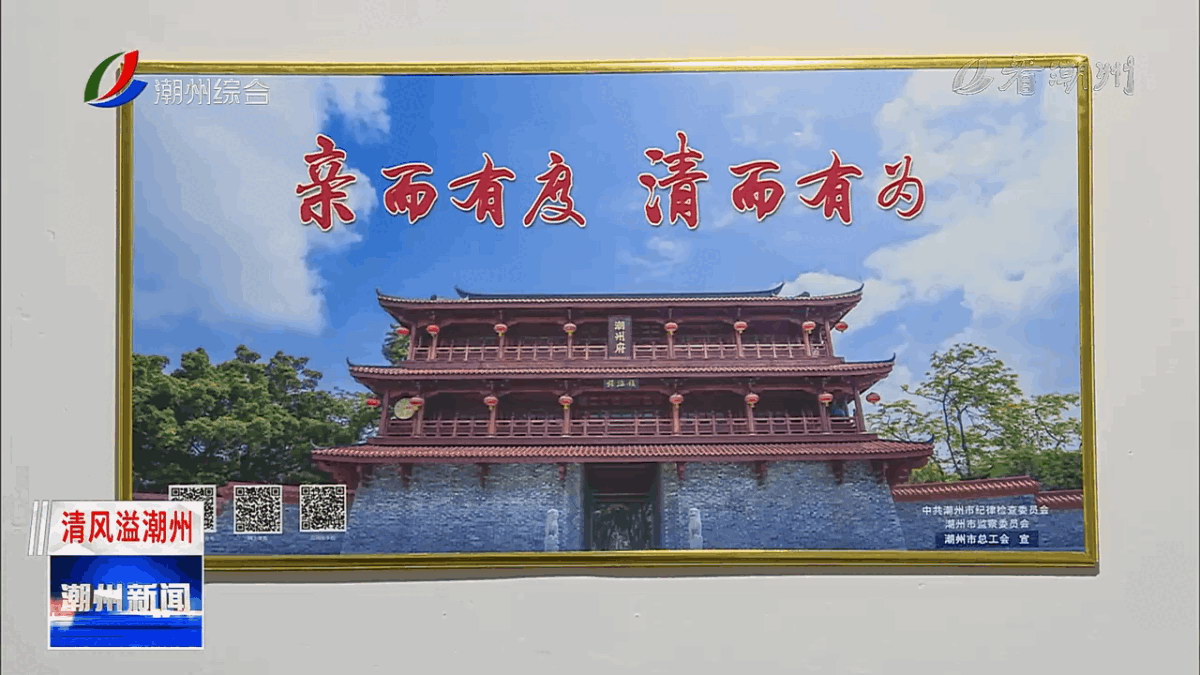 潮州综合
看潮州
亲而有度 清而有为
潮州府
中共潮州市纪律检查委员会
潮州市监察委员会
潮州市总工会 宣
清风溢潮州
潮州新闻